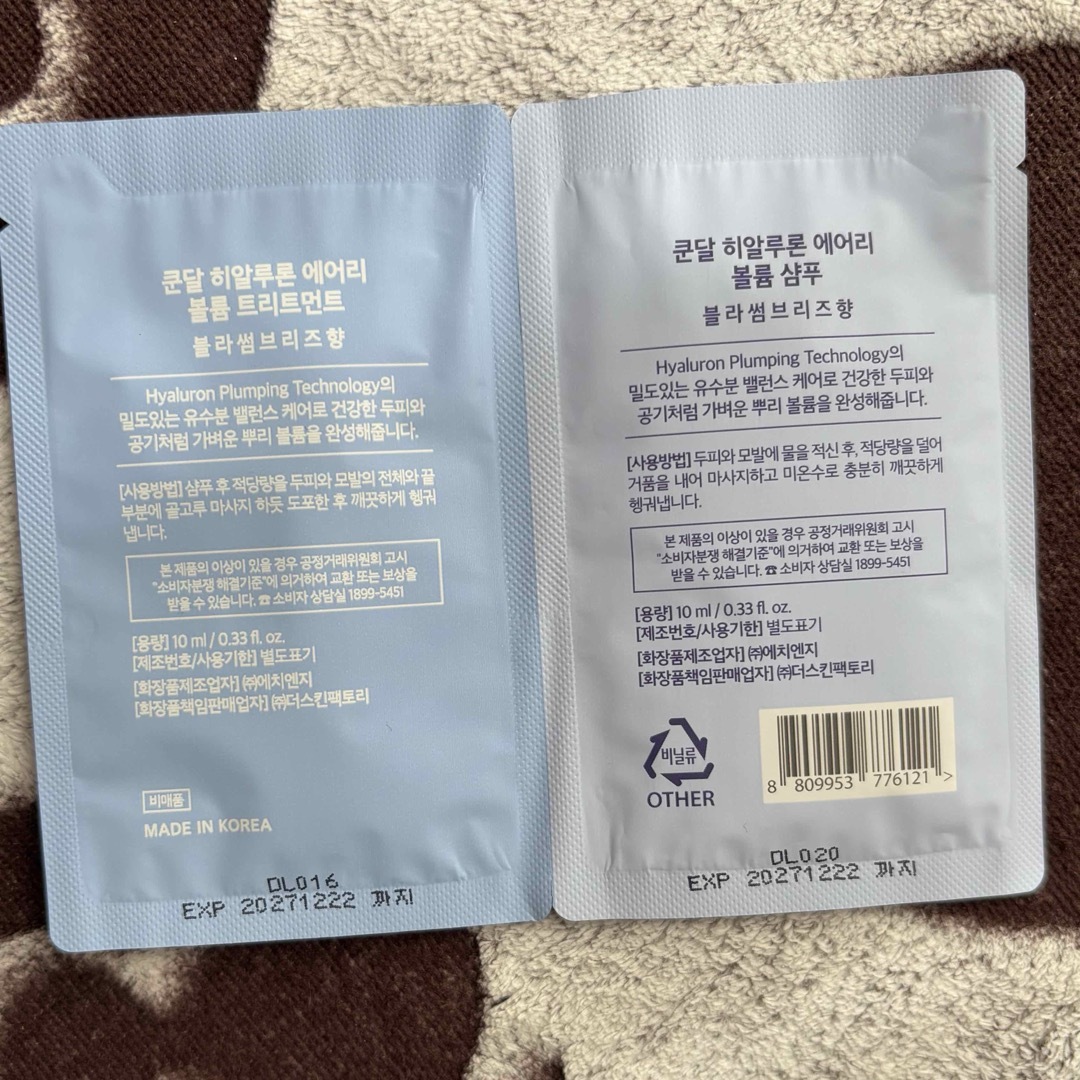 쿤달 히알루론 에어리
볼륨 트리트먼트
블라썸브리즈향
Hyaluron Plumping Technology의
밀도있는 유수분 밸런스 케어로 건강한 두피와
공기처럼 가벼운 뿌리 볼륨을 완성해줍니다.
[사용방법] 샴푸 후 적당량을 두피와 모발의 전체와 끝
부분에 골고루 마사지 하듯 도포한 후 깨끗하게 헹궈
냅니다.
본 제품의 이상이 있을 경우 공정거래위원회 고시
"소비자분쟁 해결기준"에 의거하여 교환 또는 보상을
받을 수 있습니다. ☎ 소비자 상담실 1899-5451
[용량] 10 ml / 0.33 fl. oz.
[제조번호/사용기한] 별도표기
[화장품제조업자] ㈜에치엔지
[화장품책임판매업자] ㈜더스킨팩토리
비매품
MADE IN KOREA
DL016
EXP 20271222 까지
쿤달 히알루론 에어리
볼륨 샴푸
블라썸브리즈향
Hyaluron Plumping Technology의
밀도있는 유수분 밸런스 케어로 건강한 두피와
공기처럼 가벼운 뿌리 볼륨을 완성해줍니다.
[사용방법] 두피와 모발에 물을 적신 후, 적당량을 덜어
거품을 내어 마사지하고 미온수로 충분히 깨끗하게
헹궈냅니다.
본 제품의 이상이 있을 경우 공정거래위원회 고시
"소비자분쟁 해결기준"에 의거하여 교환 또는 보상을
받을 수 있습니다. ☎ 소비자 상담실 1899-5451
[용량] 10 ml / 0.33 fl. oz.
[제조번호/사용기한] 별도표기
[화장품제조업자] ㈜에치엔지
[화장품책임판매업자] ㈜더스킨팩토리
비닐류
OTHER
8 809953 776121 >
DL020
EXP 20271222 까지